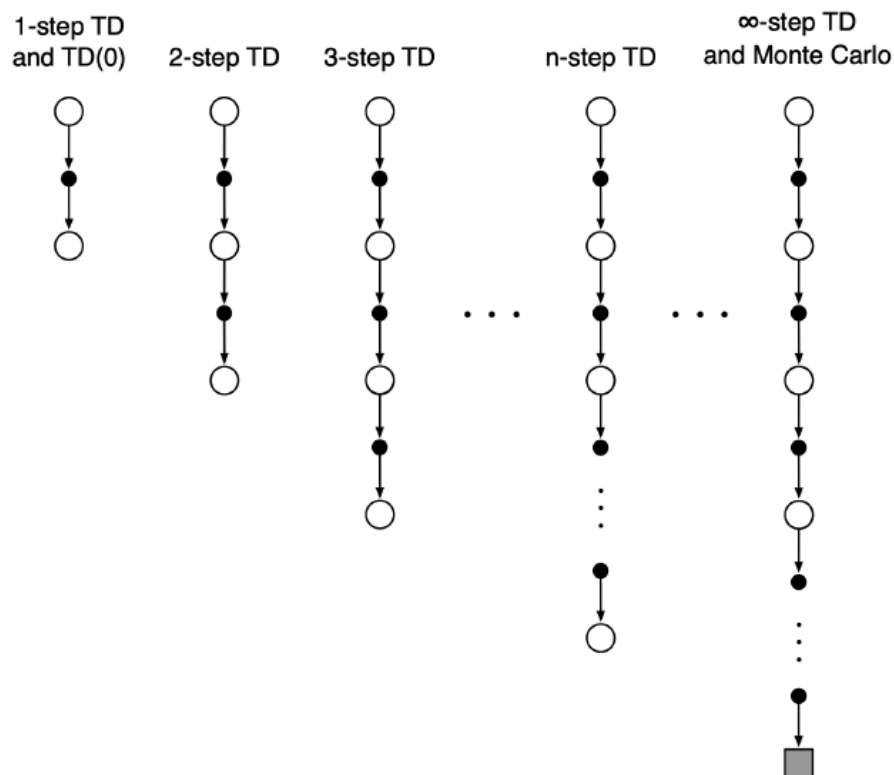 1-step TD
and TD(0)
2-step TD
3-step TD
n-step TD
∞-step TD
and Monte Carlo